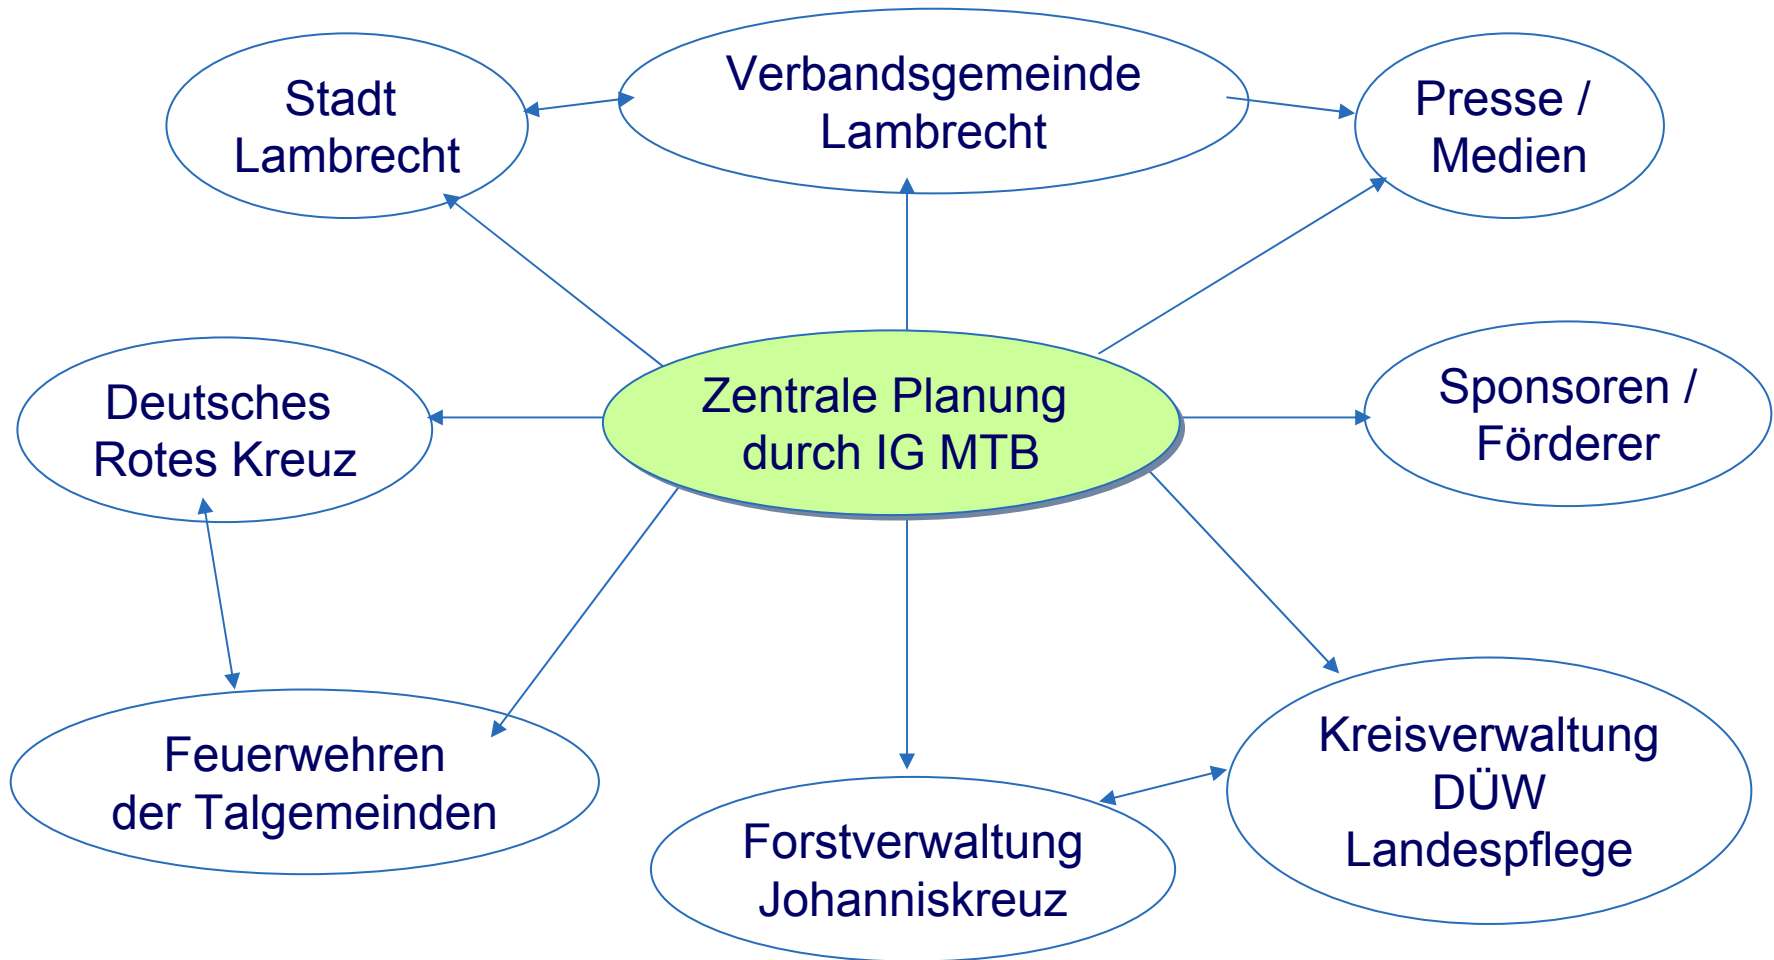 Stadt
Lambrecht
Verbandsgemeinde
Lambrecht
Presse /
Medien
Deutsches
Rotes Kreuz
Zentrale Planung
durch IG MTB
Sponsoren /
Förderer
Feuerwehren
der Talgemeinden
Forstverwaltung
Johanniskreuz
Kreisverwaltung
DÜW
Landespflege